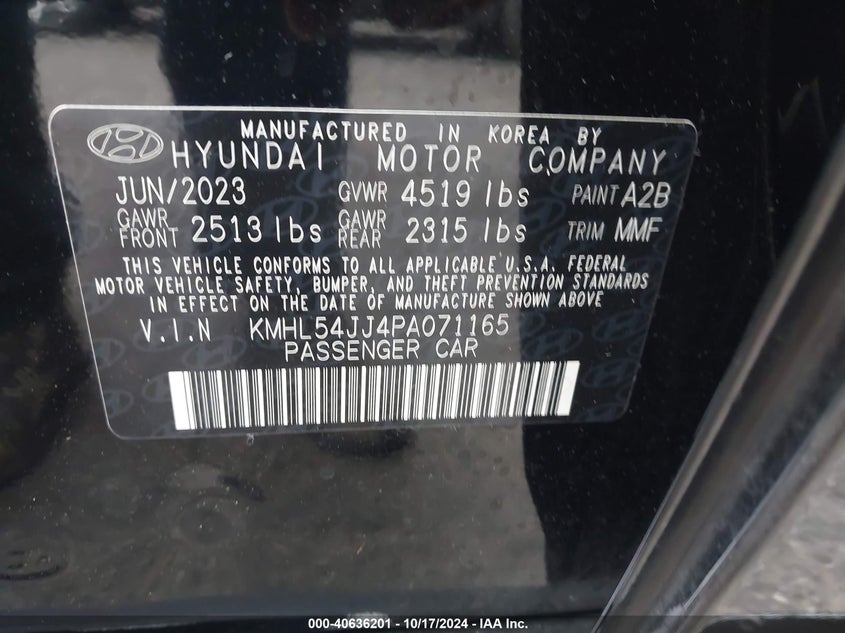 MANUFACTURED IN KOREA BY
HYUNDAI MOTOR COMPANY
JUN/2023 GVWR 4519 lbs PAINT A2B
GAWR FRONT 2513 lbs GAWR REAR 2315 lbs TRIM MMF
THIS VEHICLE CONFORMS TO ALL APPLICABLE U.S.A. FEDERAL
MOTOR VEHICLE SAFETY, BUMPER, AND THEFT PREVENTION STANDARDS
IN EFFECT ON THE DATE OF MANUFACTURE SHOWN ABOVE
V.I.N KMHL54JJ4PA071165
PASSENGER CAR
000-40636201 - 10/17/2024 - IAA Inc.